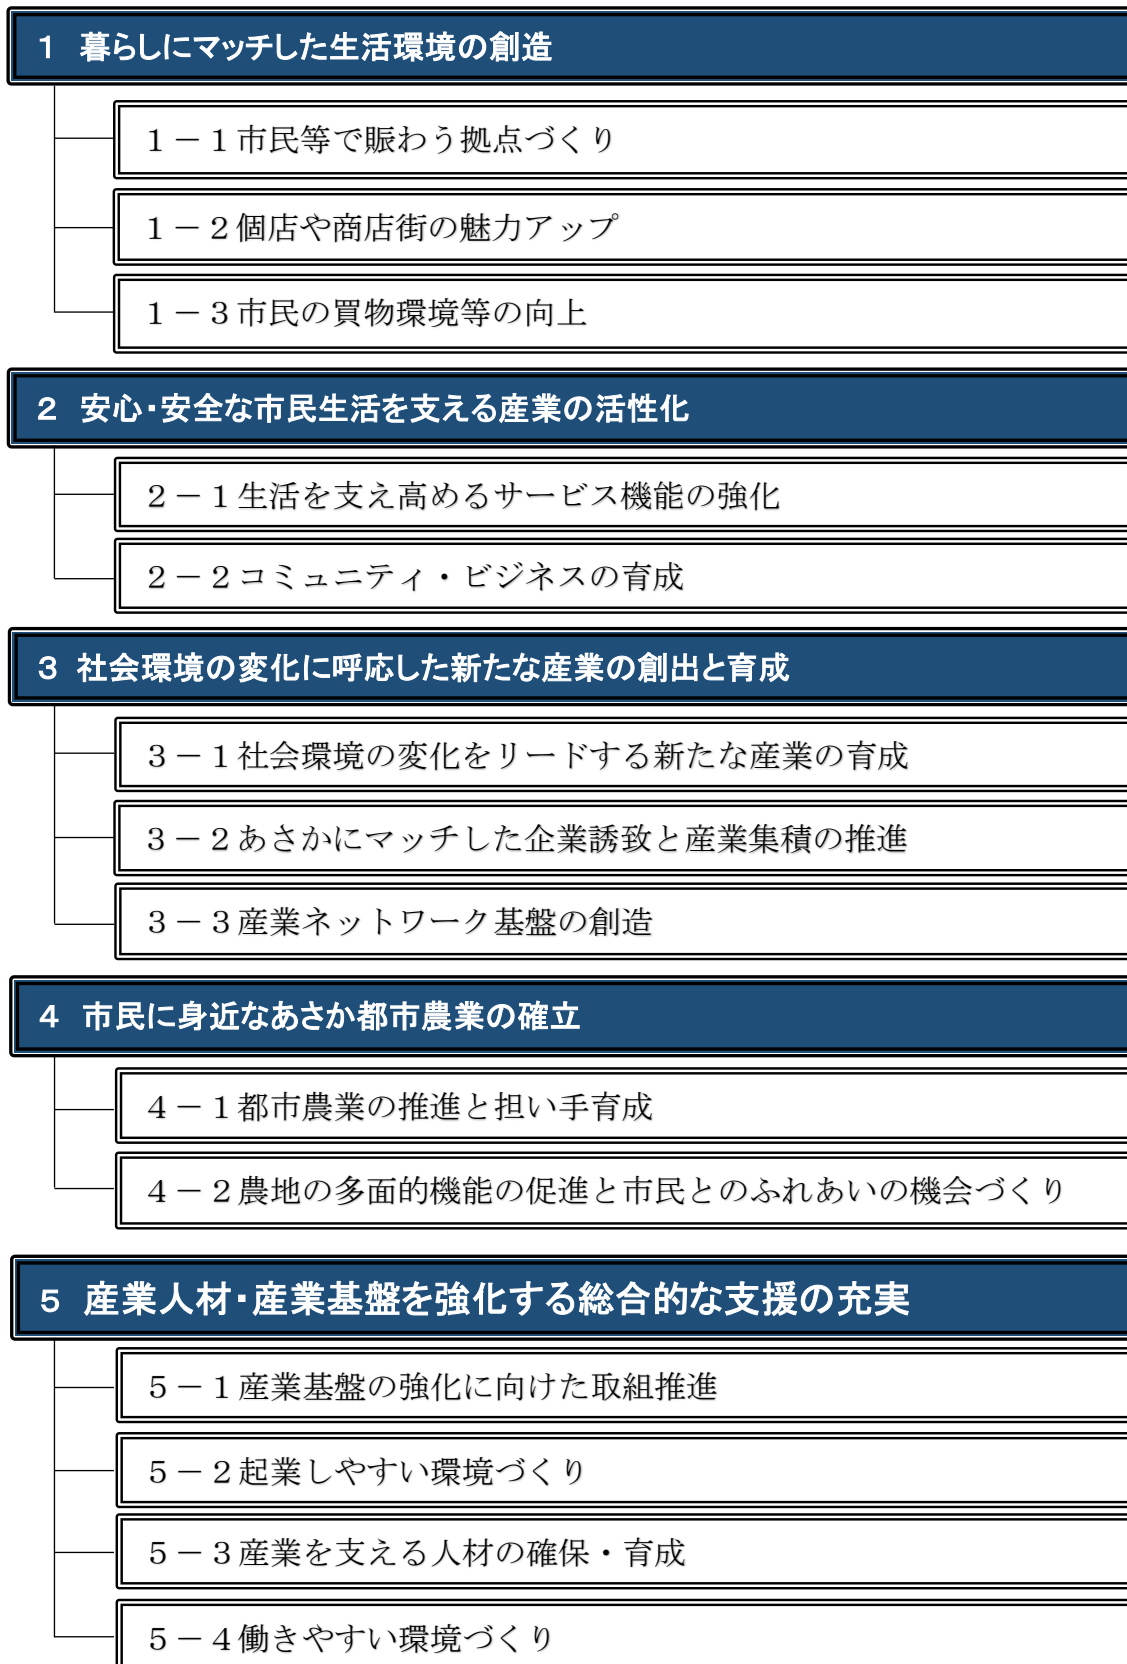 １　暮らしにマッチした生活環境の創造
１－１市民等で賑わう拠点づくり
１－２個店や商店街の魅力アップ
１－３市民の買物環境等の向上
２　安心・安全な市民生活を支える産業の活性化
２－１生活を支え高めるサービス機能の強化
２－２コミュニティ・ビジネスの育成
３　社会環境の変化に呼応した新たな産業の創出と育成
３－１社会環境の変化をリードする新たな産業の育成
３－２あさかにマッチした企業誘致と産業集積の推進
３－３産業ネットワーク基盤の創造
４　市民に身近なあさか都市農業の確立
４－１都市農業の推進と担い手育成
４－２農地の多面的機能の促進と市民とのふれあいの機会づくり
５　産業人材・産業基盤を強化する総合的な支援の充実
５－１産業基盤の強化に向けた取組推進
５－２起業しやすい環境づくり
５－３産業を支える人材の確保・育成
５－４働きやすい環境づくり